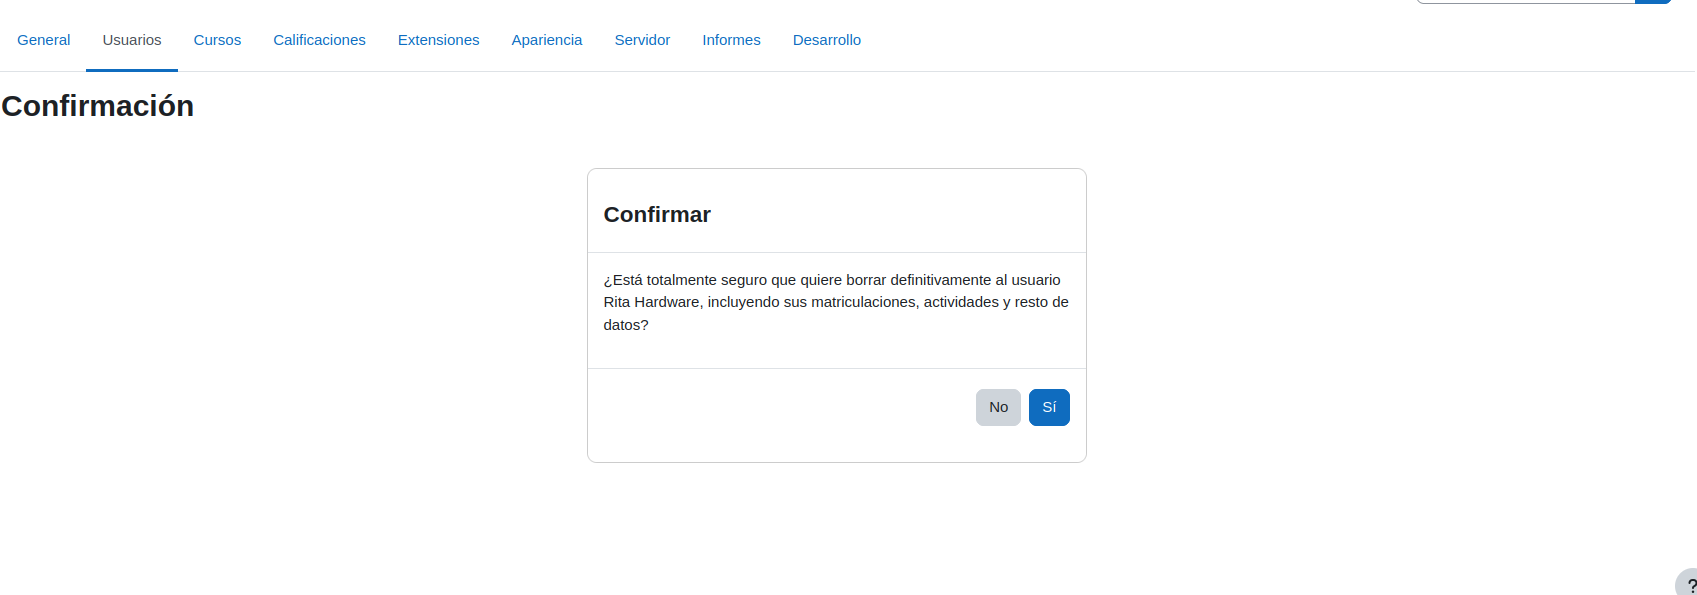 General Usuarios Cursos Calificaciones Extensiones Apariencia Servidor Informes Desarrollo
Confirmación
Confirmar
¿Está totalmente seguro que quiere borrar definitivamente al usuario
Rita Hardware, incluyendo sus matriculaciones, actividades y resto de
datos?
No Sí
?